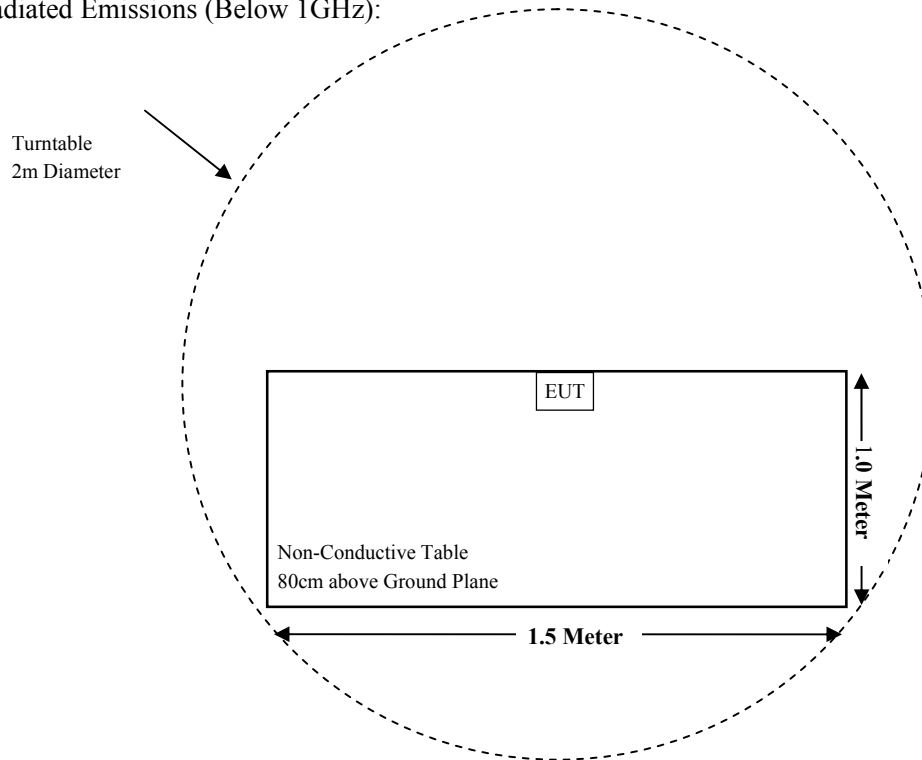 adiated Emissions (Below 1GHz):
Turntable
2m Diameter
EUT
1.0 Meter
Non-Conductive Table
80cm above Ground Plane
1.5 Meter